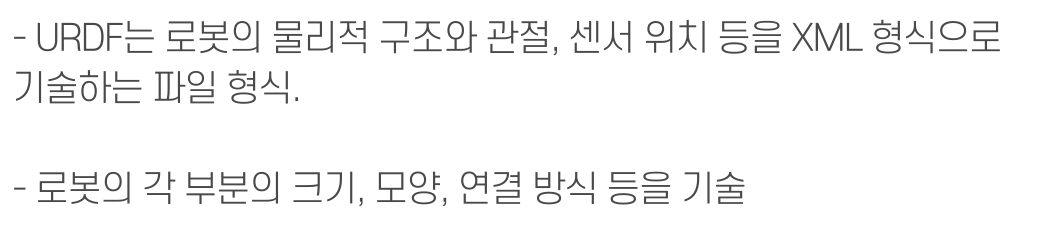 - URDF는 로봇의 물리적 구조와 관절, 센서 위치 등을 XML 형식으로
기술하는 파일 형식.
- 로봇의 각 부분의 크기, 모양, 연결 방식 등을 기술